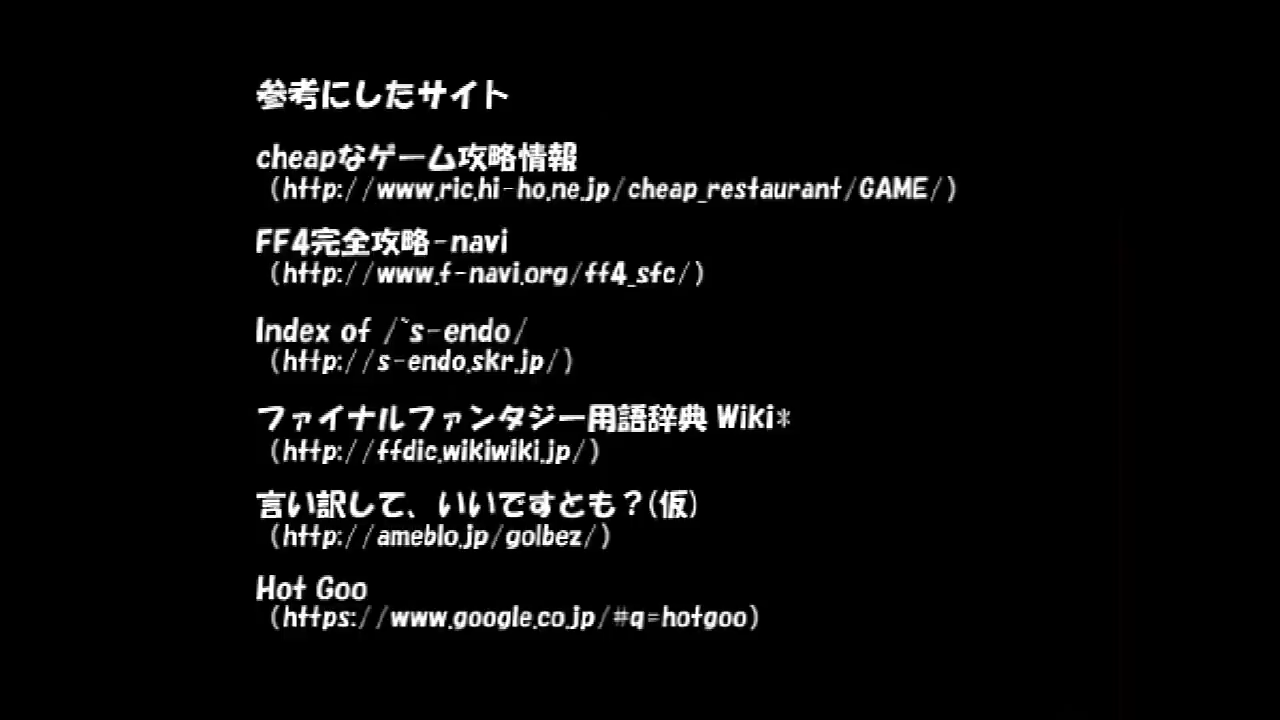 参考にしたサイト
cheapなゲーム攻略情報
(http://www.ric.hi-ho.ne.jp/cheap_restaurant/GAME/)
FF4完全攻略-navi
(http://www.f-navi.org/ff4_sfc/)
Index of /~s-endo/
(http://s-endo.skr.jp/)
ファイナルファンタジー用語辞典 Wiki*
(http://ffdic.wikiwiki.jp/)
言い訳して、いいですとも？(仮)
(http://ameblo.jp/golbez/)
Hot Goo
(https://www.google.co.jp/#q=hotgoo)